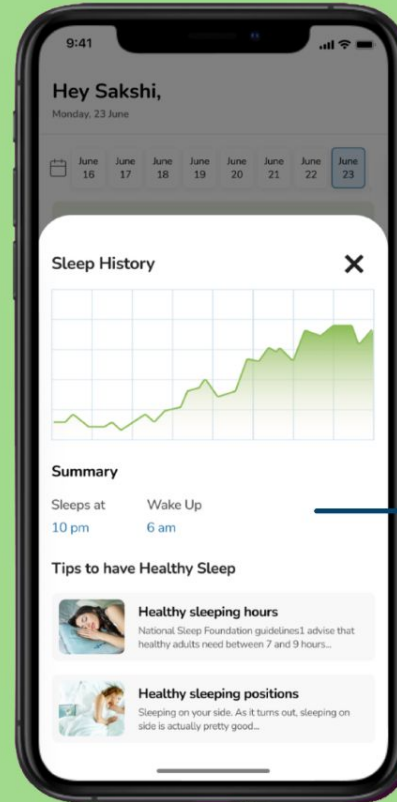 9:41
Hey Sakshi,
Monday, 23 June
June June June June June June June June
16 17 18 19 20 21 22 23
Sleep History
Summary
Sleeps at Wake Up
10 pm 6 am
Tips to have Healthy Sleep
Healthy sleeping hours
National Sleep Foundation guidelines1 advise that
healthy adults need between 7 and 9 hours...
Healthy sleeping positions
Sleeping on your side. As it turns out, sleeping on
side is actually pretty good...